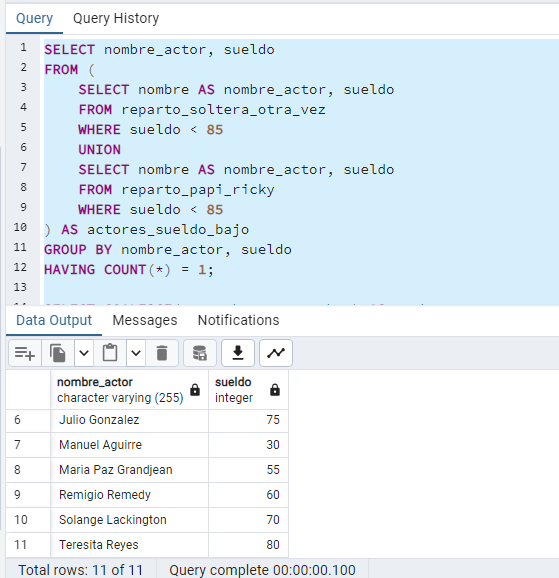 Query Query History
1 SELECT nombre_actor, sueldo
2 FROM (
3 SELECT nombre AS nombre_actor, sueldo
4 FROM reparto_soltera_otra_vez
5 WHERE sueldo < 85
6 UNION
7 SELECT nombre AS nombre_actor, sueldo
8 FROM reparto_papi_ricky
9 WHERE sueldo < 85
10 ) AS actores_sueldo_bajo
11 GROUP BY nombre_actor, sueldo
12 HAVING COUNT(*) = 1;
13
Data Output Messages Notifications
nombre_actor sueldo
character varying (255) integer
6 Julio Gonzalez 75
7 Manuel Aguirre 30
8 Maria Paz Grandjean 55
9 Remigio Remedy 60
10 Solange Lackington 70
11 Teresita Reyes 80
Total rows: 11 of 11 Query complete 00:00:00.100